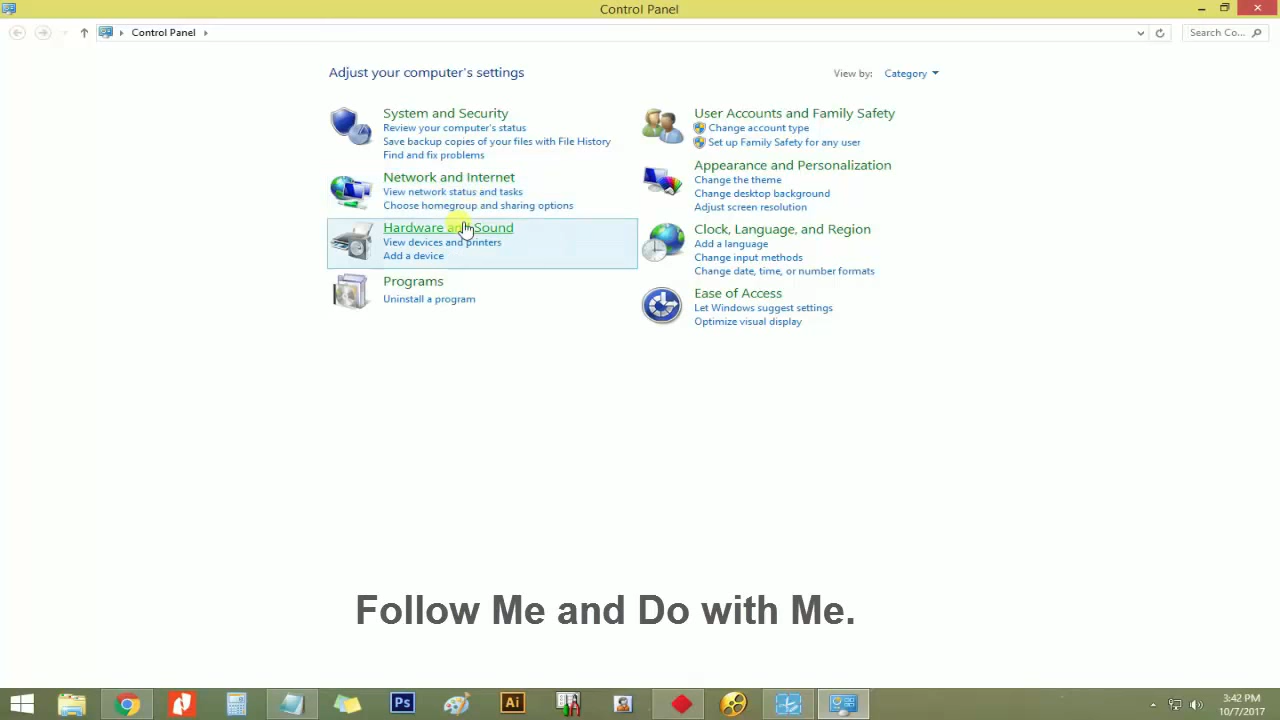 Control Panel
Control Panel
Search Co...
Adjust your computer's settings
View by: Category
System and Security
Review your computer's status
Save backup copies of your files with File History
Find and fix problems
Network and Internet
View network status and tasks
Choose homegroup and sharing options
Hardware and Sound
View devices and printers
Add a device
Programs
Uninstall a program
User Accounts and Family Safety
Change account type
Set up Family Safety for any user
Appearance and Personalization
Change the theme
Change desktop background
Adjust screen resolution
Clock, Language, and Region
Add a language
Change input methods
Change date, time, or number formats
Ease of Access
Let Windows suggest settings
Optimize visual display
Follow Me and Do with Me.
Ps
Ai
3:42 PM
10/7/2017